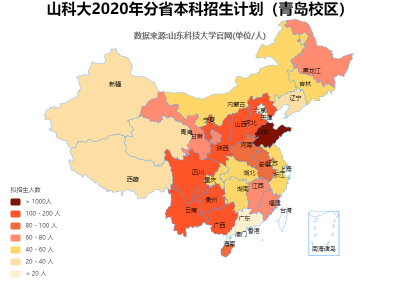 山科大2020年分省本科招生计划（青岛校区）
数据来源:山东科技大学官网(单位/人)
黑龙江
吉林
辽宁
新疆
内蒙古
天津
河北
山西
宁夏
青海
甘肃
陕西
河南
西藏
四川
重庆
湖北
安徽
上海
浙江
湖南
江西
贵州
云南
福建
台湾
广西
广东
香港
澳门
海南
南海诸岛
拟招生人数
> 1000人
100 - 200 人
80 - 100 人
60 - 80 人
40 - 60 人
20 - 40 人
< 20 人